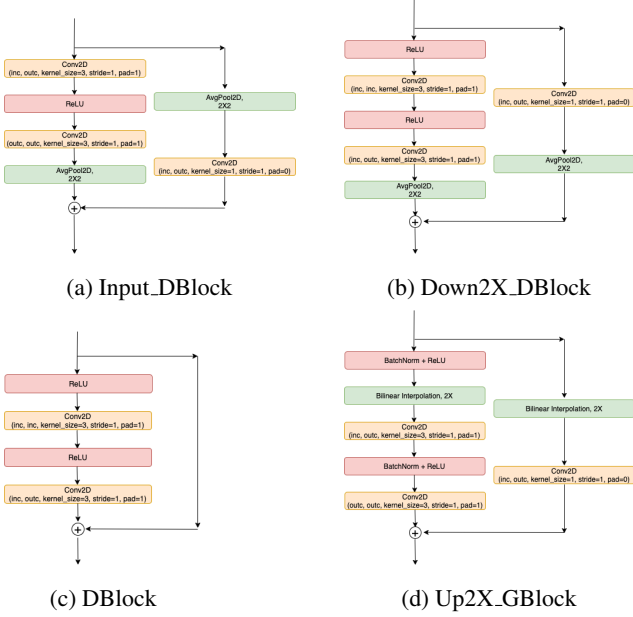 Conv2D
(inc, outc, kernel_size=3, stride=1, pad=1)
ReLU
Conv2D
(outc, outc, kernel_size=3, stride=1, pad=1)
AvgPool2D,
2X2
+
AvgPool2D,
2X2
Conv2D
(inc, outc, kernel_size=1, stride=1, pad=0)
(a) Input_DBlock
ReLU
Conv2D
(inc, inc, kernel_size=3, stride=1, pad=1)
ReLU
Conv2D
(inc, outc, kernel_size=3, stride=1, pad=1)
AvgPool2D,
2X2
+
Conv2D
(inc, outc, kernel_size=1, stride=1, pad=0)
AvgPool2D,
2X2
(b) Down2X_DBlock
ReLU
Conv2D
(inc, inc, kernel_size=3, stride=1, pad=1)
ReLU
Conv2D
(inc, outc, kernel_size=3, stride=1, pad=1)
+
(c) DBlock
BatchNorm + ReLU
Bilinear Interpolation, 2X
Conv2D
(inc, outc, kernel_size=3, stride=1, pad=1)
BatchNorm + ReLU
Conv2D
(outc, outc, kernel_size=3, stride=1, pad=1)
+
Bilinear Interpolation, 2X
Conv2D
(inc, outc, kernel_size=1, stride=1, pad=0)
(d) Up2X_GBlock